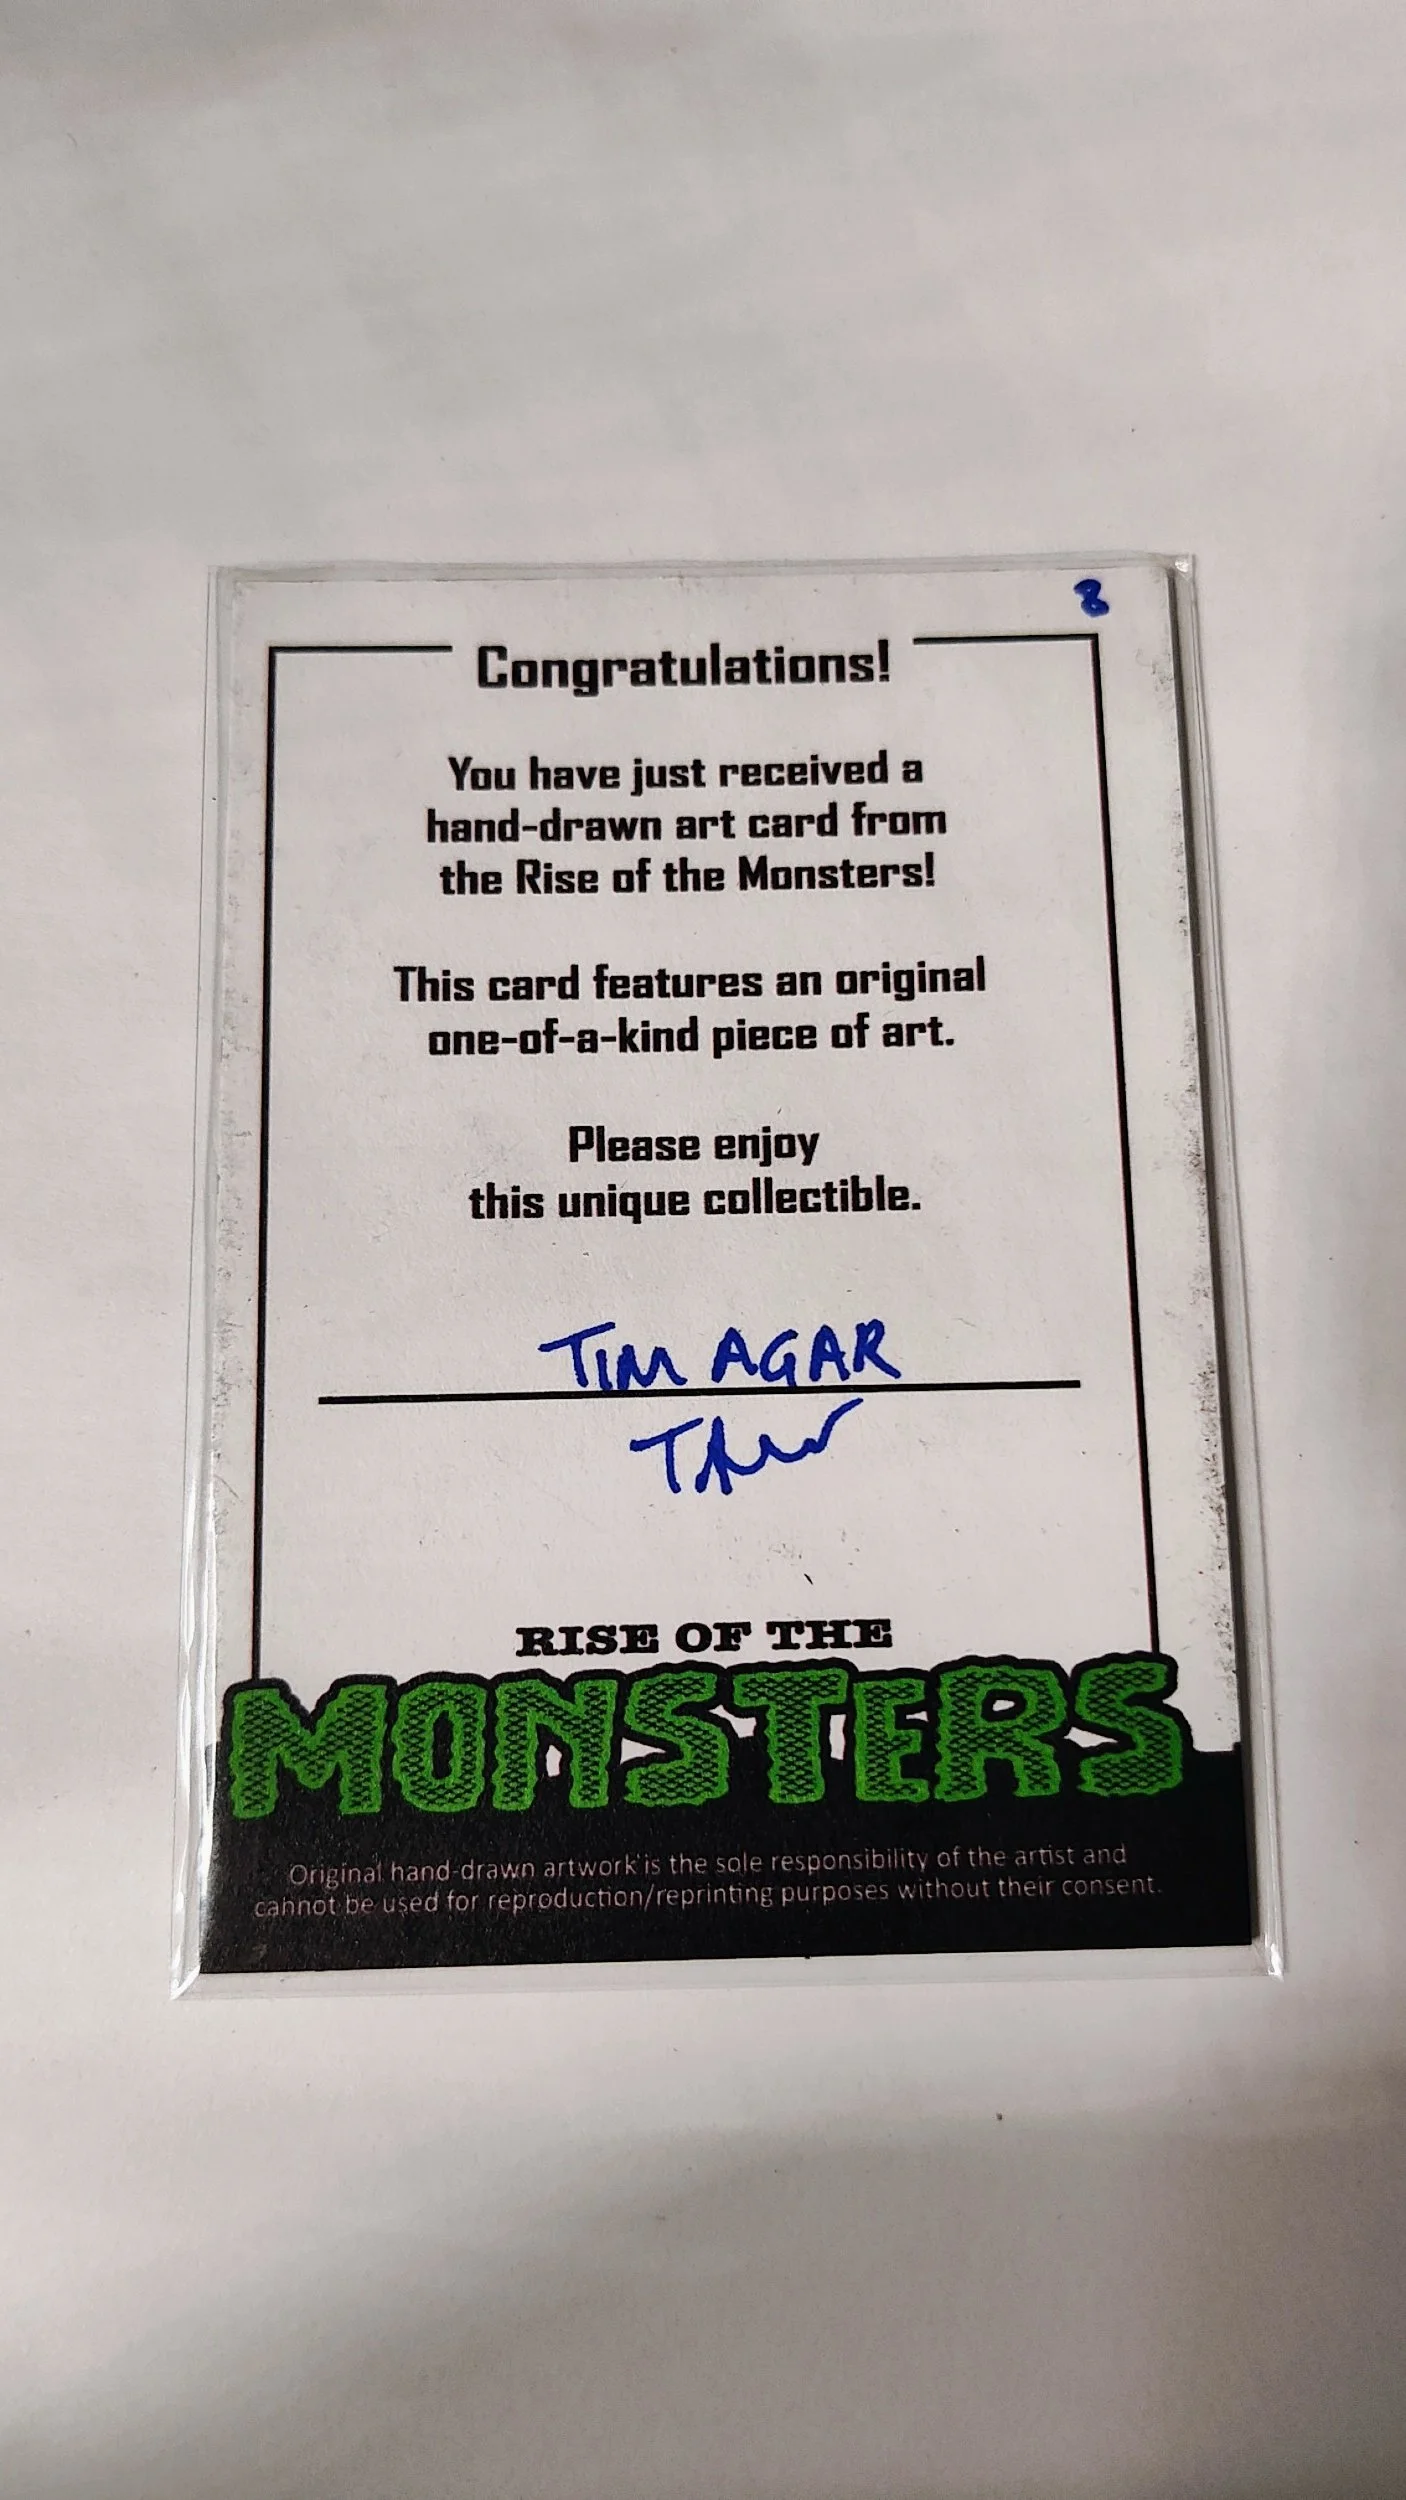 8
Congratulations!
You have just received a
hand-drawn art card from
the Rise of the Monsters!
This card features an original
one-of-a-kind piece of art.
Please enjoy
this unique collectible.
TIM AGAR
RISE OF THE
MONSTERS
Original hand-drawn artwork is the sole responsibility of the artist and
cannot be used for reproduction/reprinting purposes without their consent.